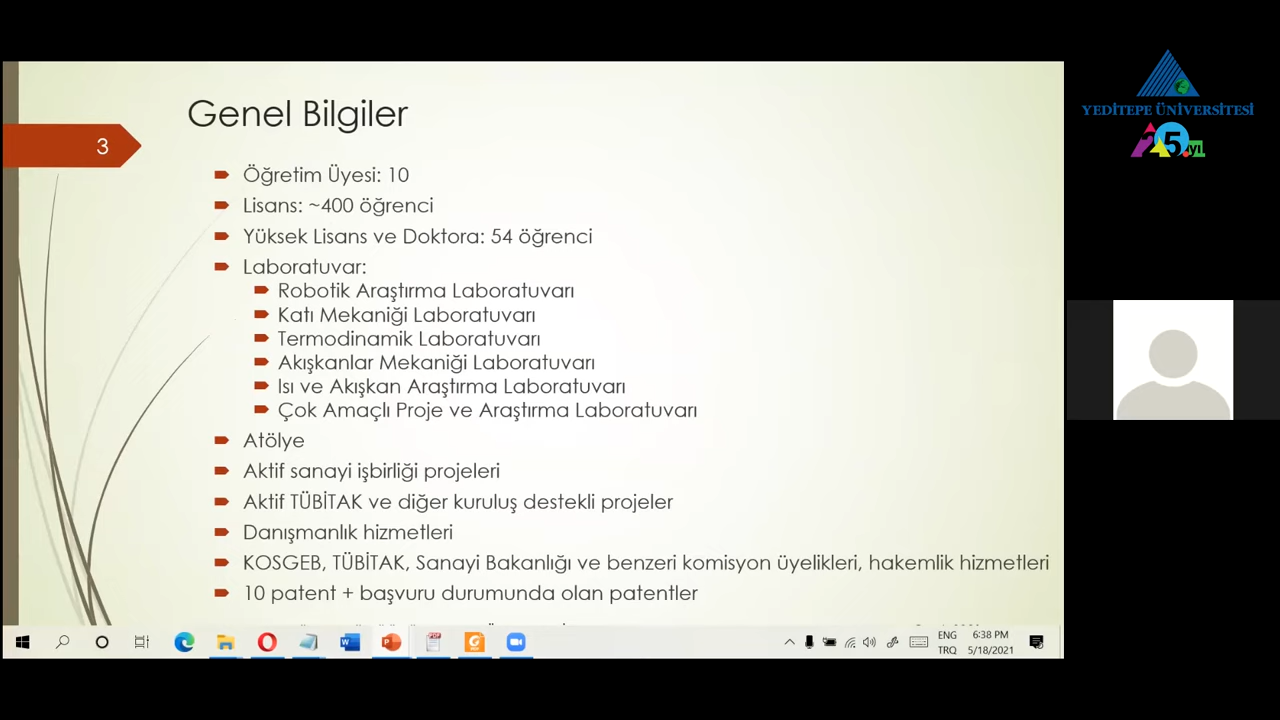 Genel Bilgiler
3
Öğretim Üyesi: 10
Lisans: ~400 öğrenci
Yüksek Lisans ve Doktora: 54 öğrenci
Laboratuvar:
Robotik Araştırma Laboratuvarı
Katı Mekaniği Laboratuvarı
Termodinamik Laboratuvarı
Akışkanlar Mekaniği Laboratuvarı
Isı ve Akışkan Araştırma Laboratuvarı
Çok Amaçlı Proje ve Araştırma Laboratuvarı
Atölye
Aktif sanayi işbirliği projeleri
Aktif TÜBİTAK ve diğer kuruluş destekli projeler
Danışmanlık hizmetleri
KOSGEB, TÜBİTAK, Sanayi Bakanlığı ve benzeri komisyon üyelikleri, hakemlik hizmetleri
10 patent + başvuru durumunda olan patentler
YEDİTEPE ÜNİVERSİTESİ
25.yıl
ENG
TRQ
6:38 PM
5/18/2021